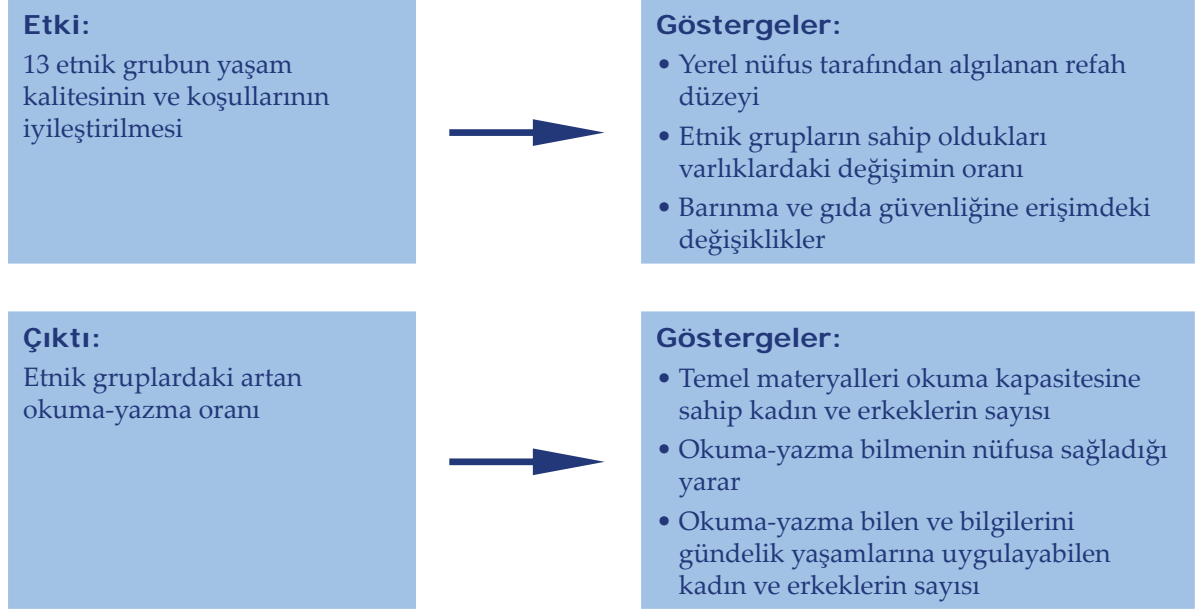 Etki:
13 etnik grubun yaşam
kalitesinin ve koşullarının
iyileştirilmesi
Göstergeler:
• Yerel nüfus tarafından algılanan refah
düzeyi
• Etnik grupların sahip oldukları
varlıklardaki değişimin oranı
• Barınma ve gıda güvenliğine erişimdeki
değişiklikler
Çıktı:
Etnik gruplardaki artan
okuma-yazma oranı
Göstergeler:
• Temel materyalleri okuma kapasitesine
sahip kadın ve erkeklerin sayısı
• Okuma-yazma bilmenin nüfusa sağladığı
yarar
• Okuma-yazma bilen ve bilgilerini
gündelik yaşamlarına uygulayabilen
kadın ve erkeklerin sayısı